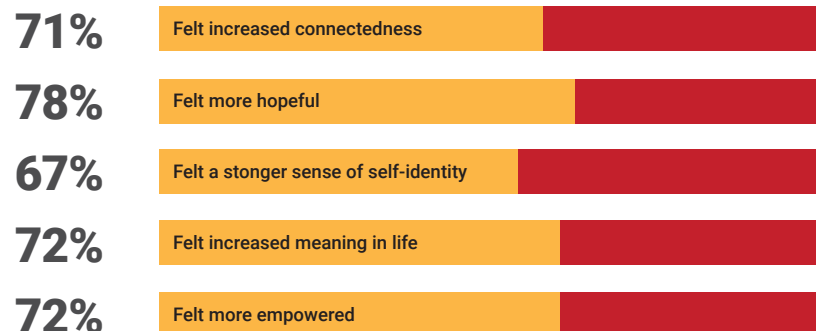 71% Felt increased connectedness
78% Felt more hopeful
67% Felt a stonger sense of self-identity
72% Felt increased meaning in life
72% Felt more empowered